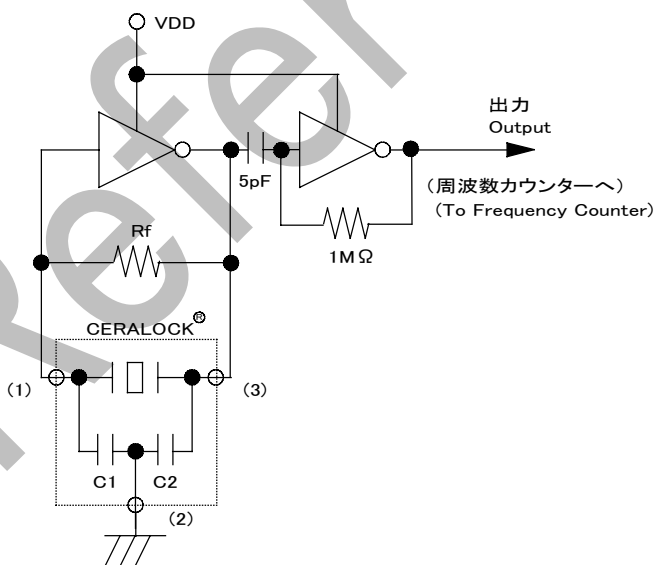 VDD
出力
Output
5pF
(周波数カウンターへ)
(To Frequency Counter)
Rf
1MΩ
CERALOCK®
(1)
(3)
C1
C2
(2)
Refer